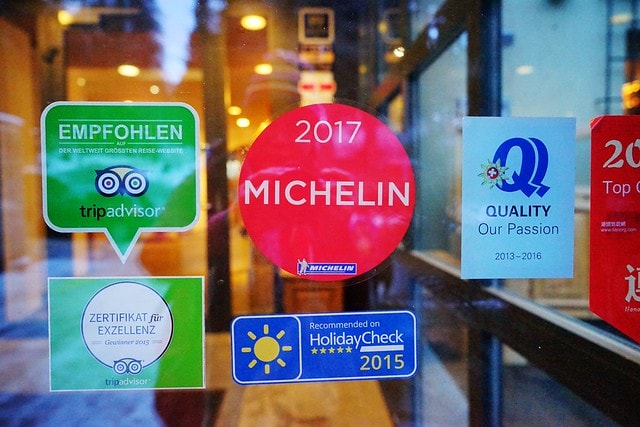 EMPFOHLEN
AUF
DER WELTWEIT GRÖSSTEN REISE-WEBSITE
tripadvisor
2017
MICHELIN
MICHELIN
Q
QUALITY
Our Passion
2013–2016
20
Top
ZERTIFIKAT für
EXZELLENZ
Gewinner 2015
tripadvisor
Recommended on
HolidayCheck
2015